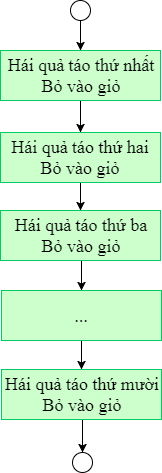 Hái quả táo thứ nhất
Bỏ vào giỏ
Hái quả táo thứ hai
Bỏ vào giỏ
Hái quả táo thứ ba
Bỏ vào giỏ
...
Hái quả táo thứ mười
Bỏ vào giỏ